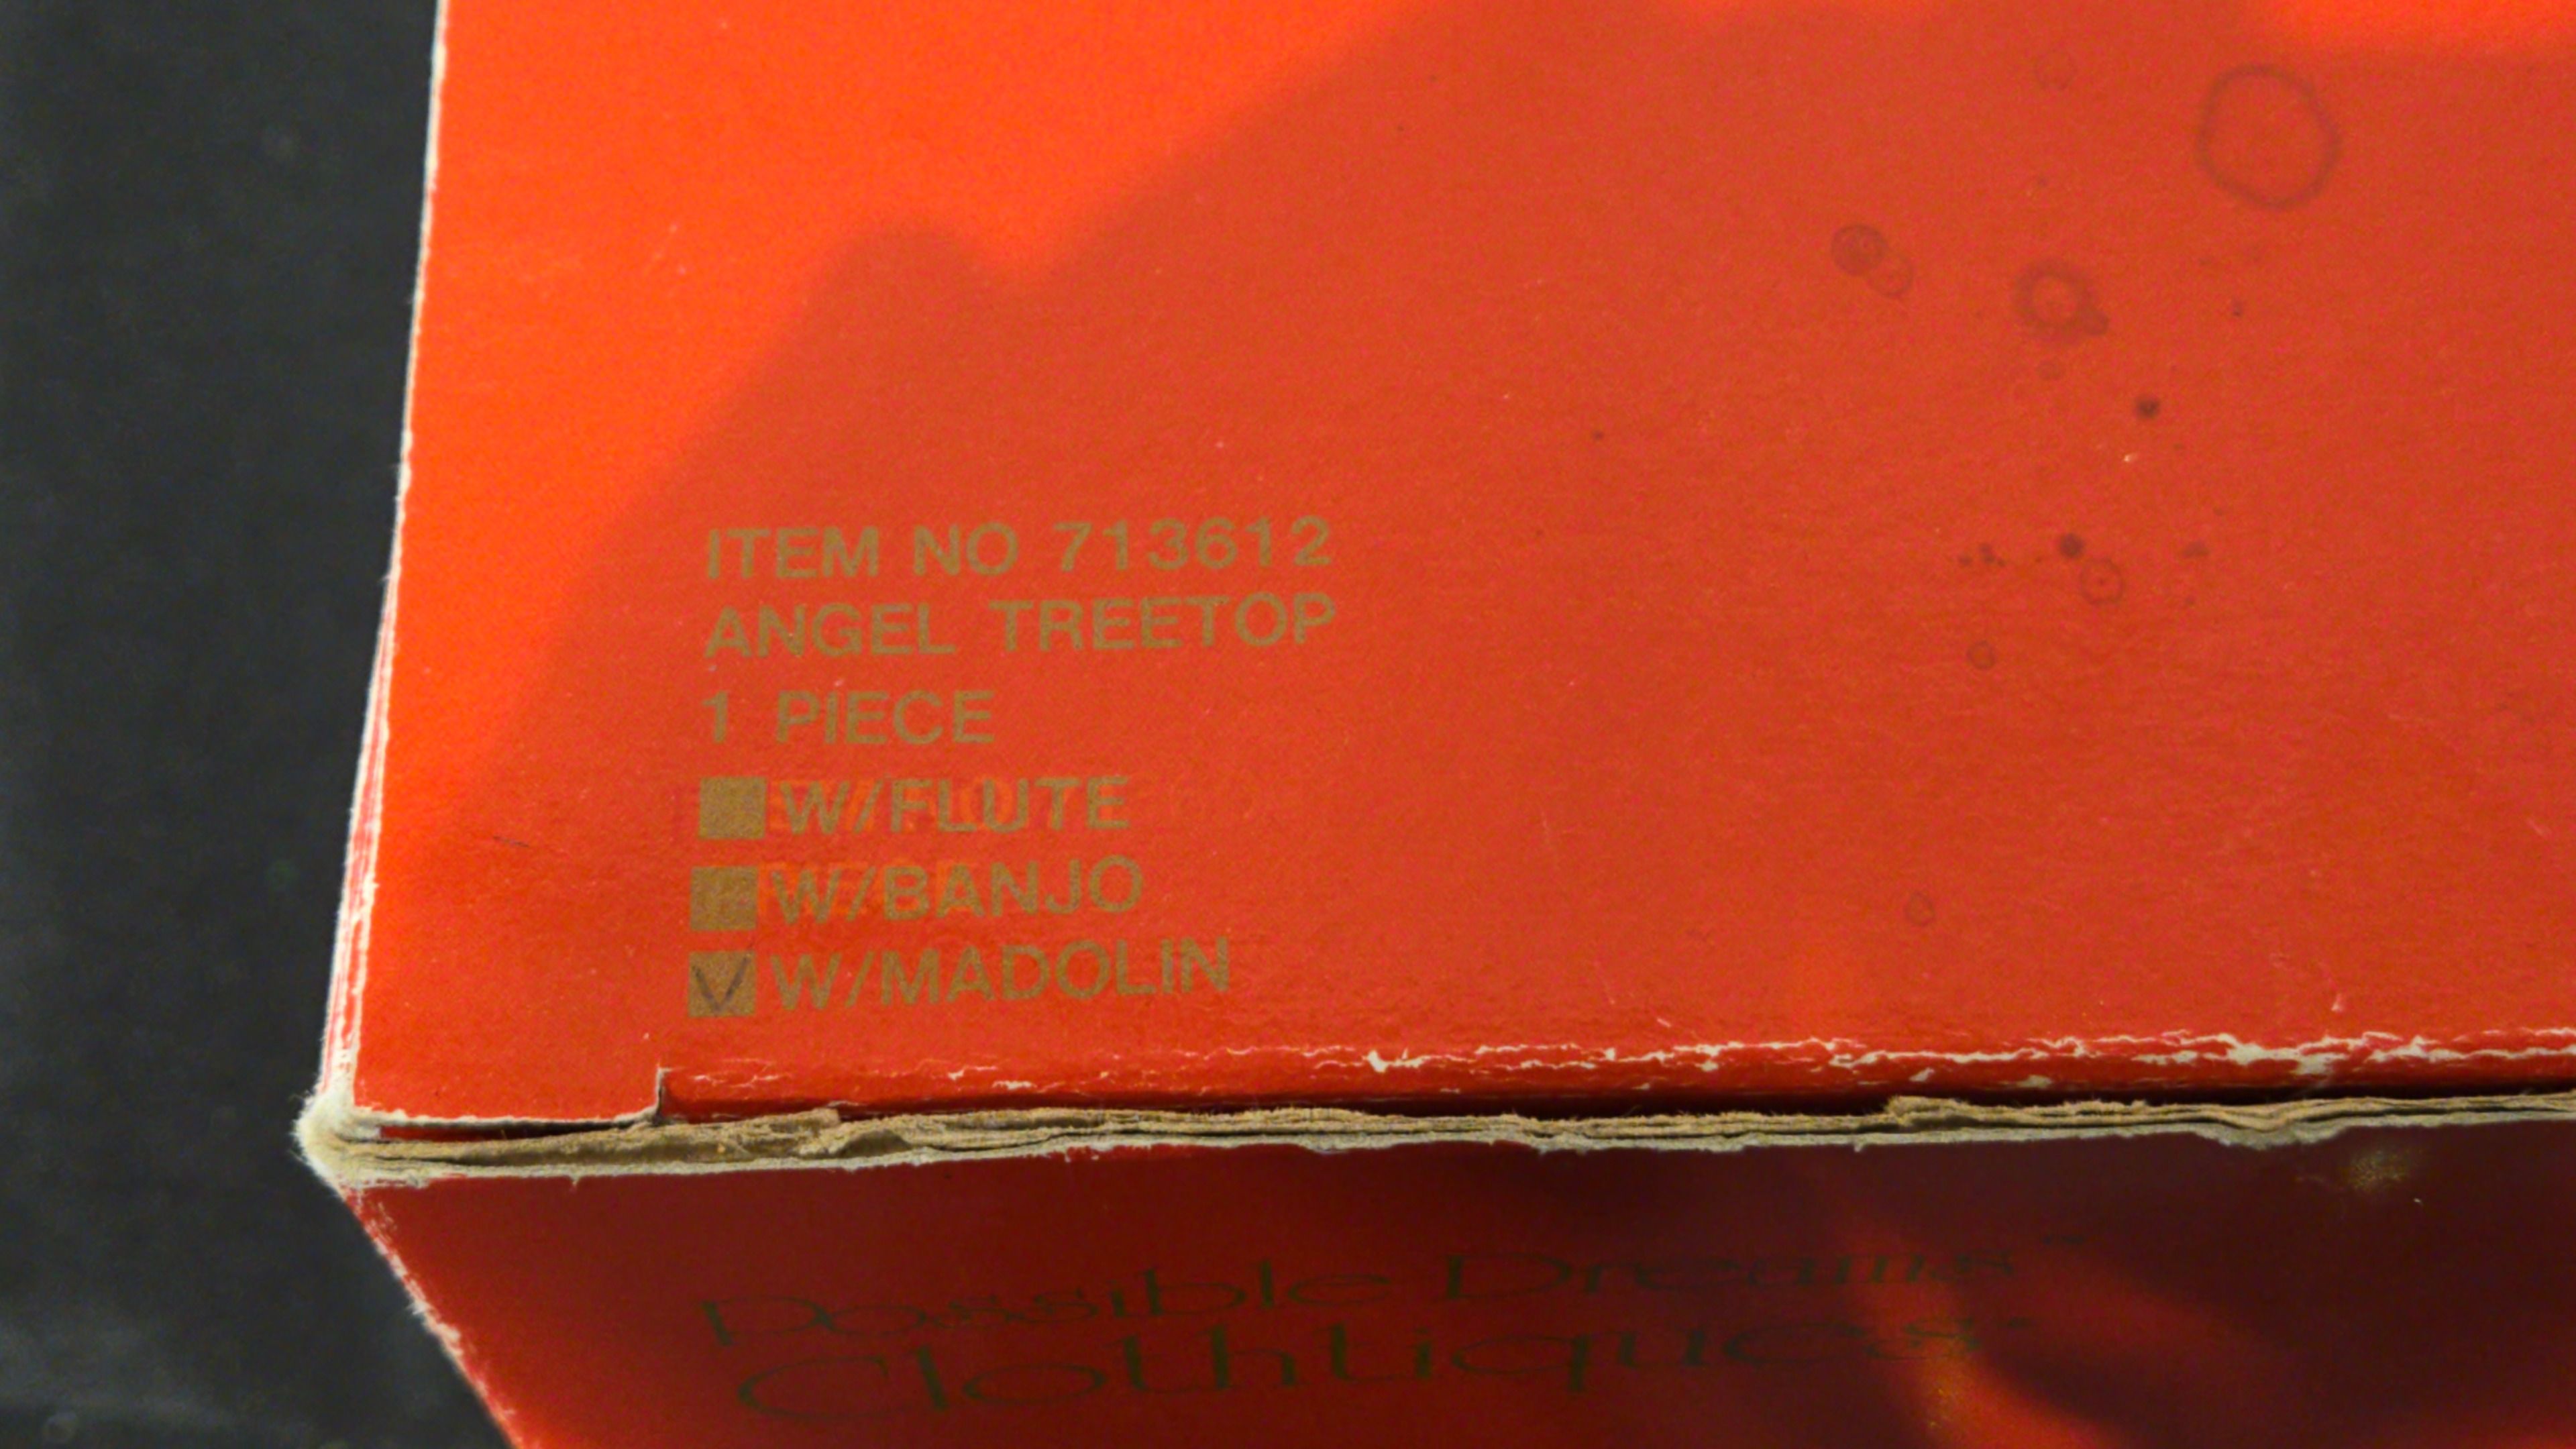 ITEM NO 713612
ANGEL TREETOP
1 PIECE
W/FLUTE
W/BANJO
W/MADOLIN
Possible Dreams
Clothtiques